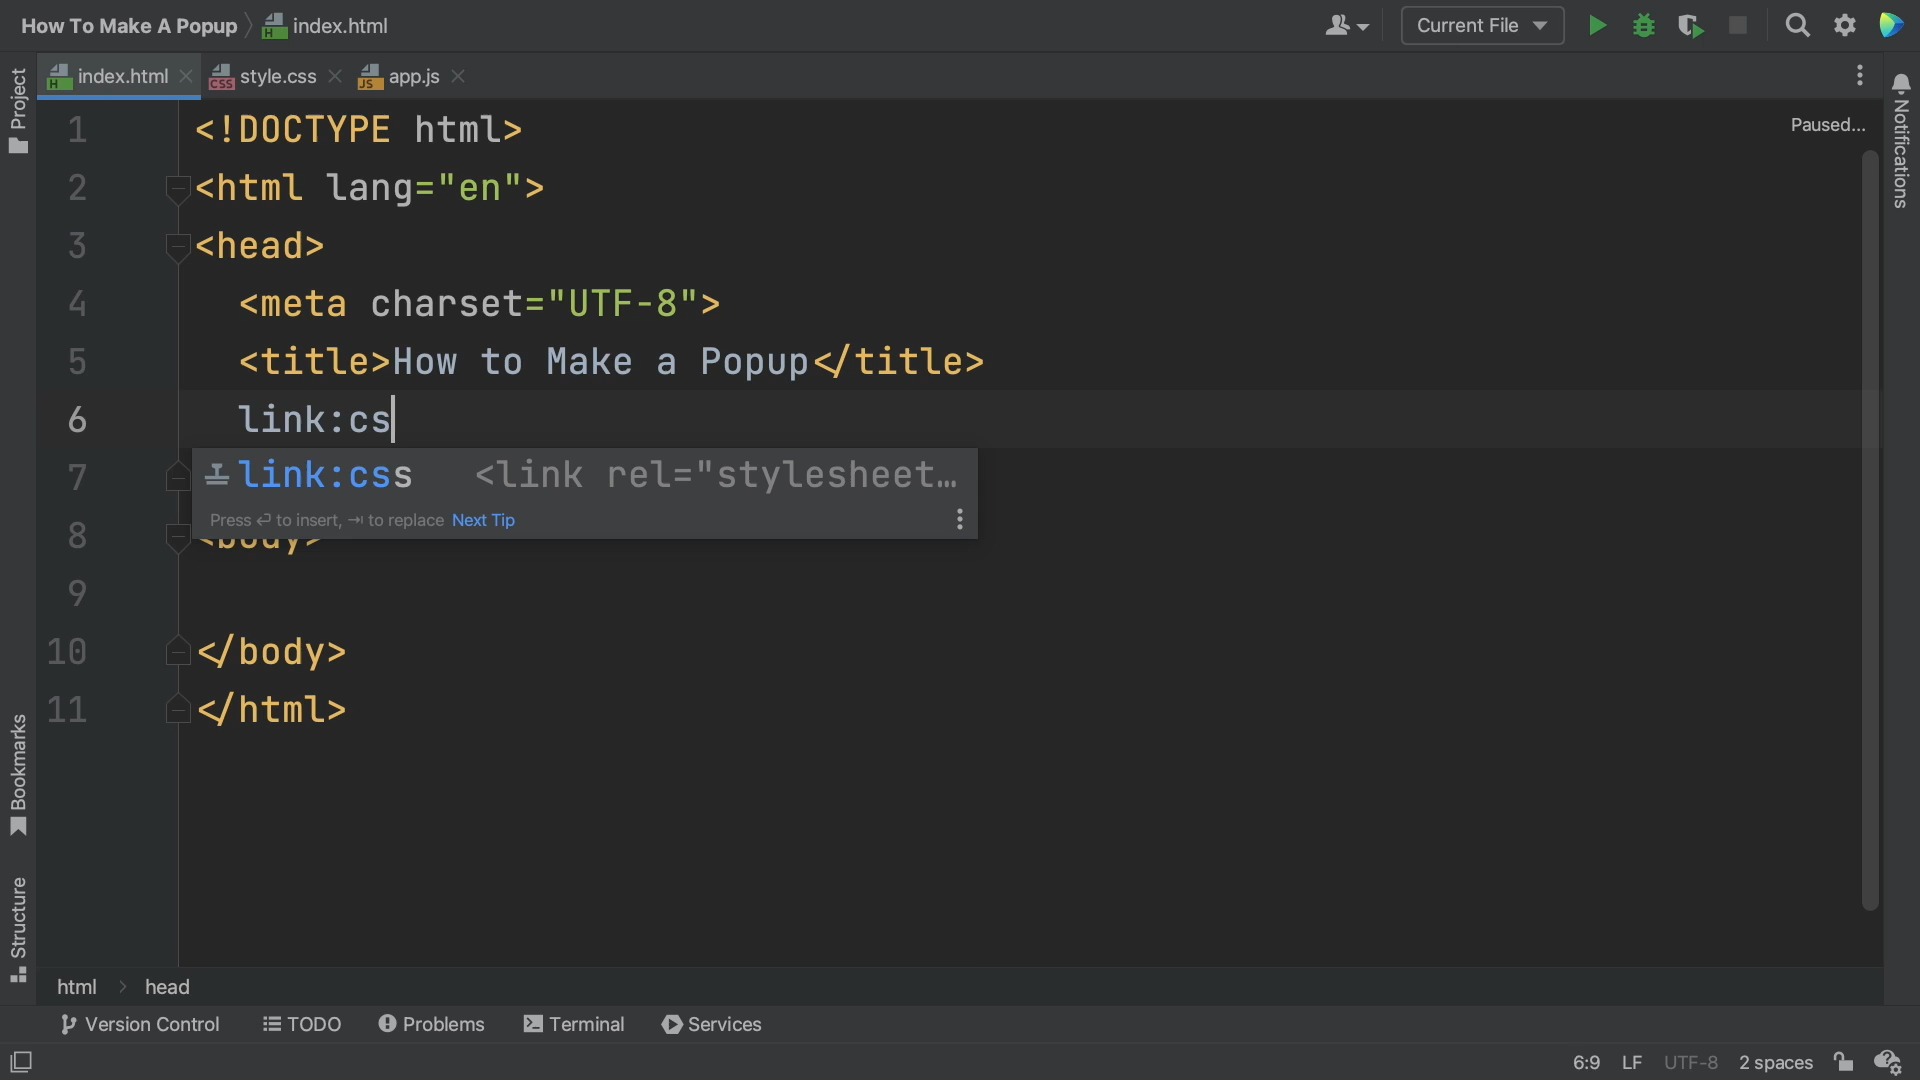 How To Make A Popup index.html
Current File
index.html style.css app.js
Project
Notifications
Paused...
1 <!DOCTYPE html>
2 <html lang="en">
3 <head>
4 <meta charset="UTF-8">
5 <title>How to Make a Popup</title>
6 link:cs
7 link:css <link rel="stylesheet…
Press ↵ to insert, ⇥ to replace Next Tip
8 <body>
9
10 </body>
11 </html>
Bookmarks
Structure
html > head
Version Control TODO Problems Terminal Services
6:9 LF UTF-8 2 spaces